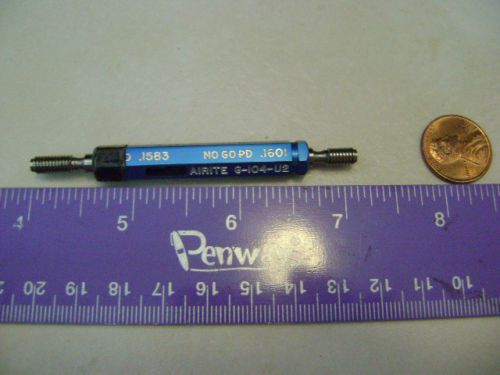 .1583 NO GO PD .1601
AIRITE G-104-U2
4 5 6 7 8
Penway
20 19 18 17 16 15 14 13 12 11 10